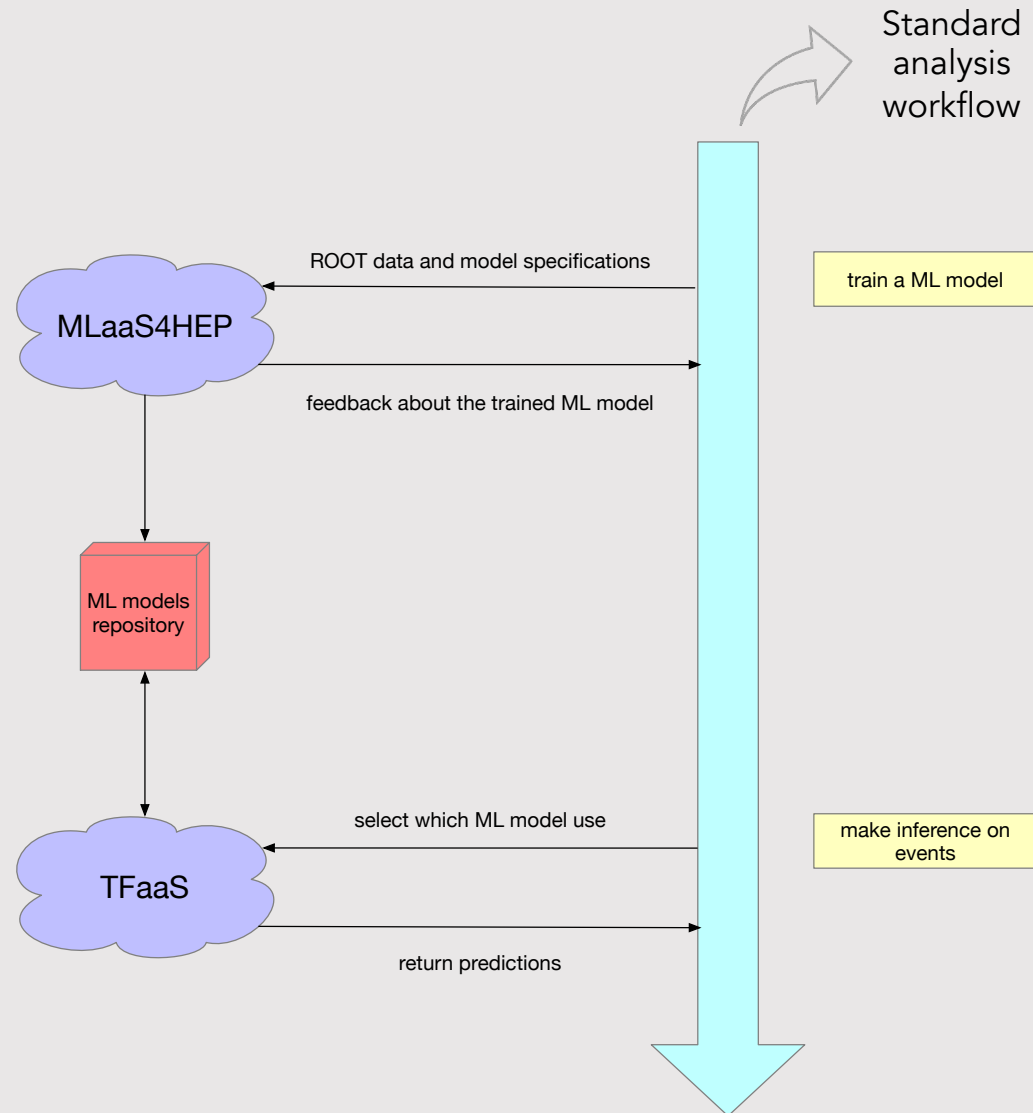 Standard
analysis
workflow
ROOT data and model specifications
train a ML model
MLaaS4HEP
feedback about the trained ML model
ML models
repository
select which ML model use
make inference on
events
TFaaS
return predictions